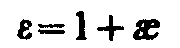 ε = 1 + æ